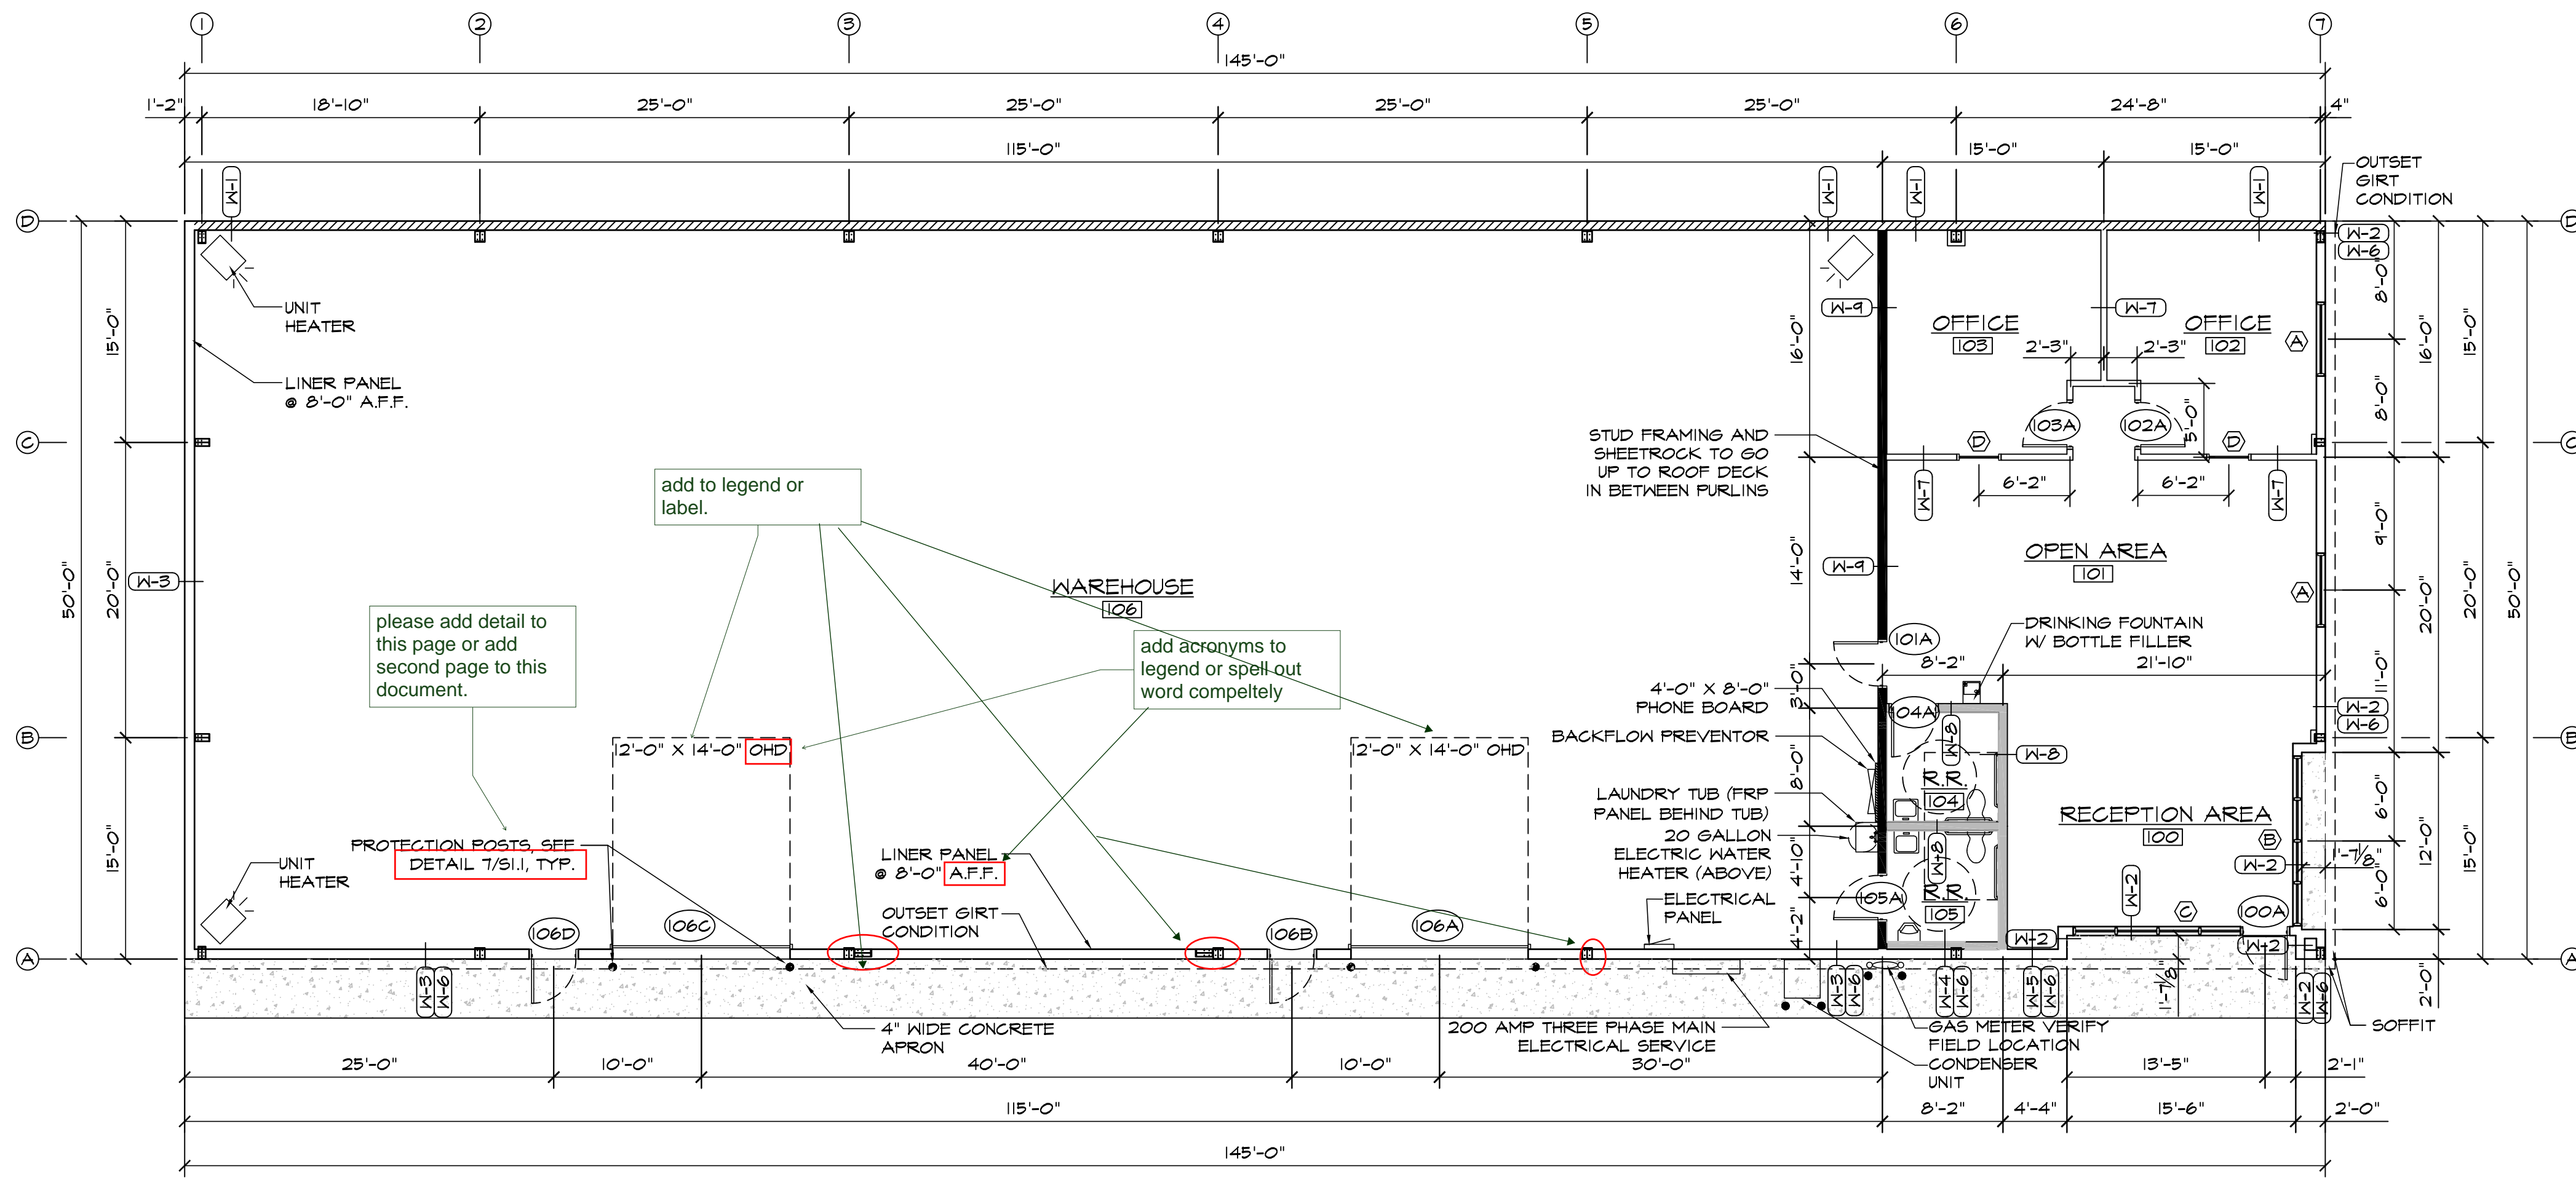 1 2 3 4 5 6 7
145'-0"
1'-2" 18'-10" 25'-0" 25'-0" 25'-0" 25'-0" 24'-8" 4"
115'-0" 15'-0" 15'-0"
OUTSET
GIRT
CONDITION
W-1 W-1 W-1 W-1
D D
W-2
W-6
UNIT
HEATER
LINER PANEL
@ 8'-0" A.F.F.
W-9 W-7
OFFICE
103
OFFICE
102
2'-3" 2'-3"
A
15'-0" 16'-0" 8'-0" 16'-0" 15'-0"
8'-0"
5'-0"
103A 102A
D D
C C
STUD FRAMING AND
SHEETROCK TO GO
UP TO ROOF DECK
IN BETWEEN PURLINS
6'-2" 6'-2"
W-7 W-7
add to legend or
label.
OPEN AREA
101
W-3
W-9
A
50'-0" 20'-0" 14'-0" 9'-0" 20'-0" 20'-0" 50'-0"
WAREHOUSE
106
please add detail to
this page or add
second page to this
document.
add acronyms to
legend or spell out
word compeltely
DRINKING FOUNTAIN
W/ BOTTLE FILLER
101A
8'-2" 21'-10"
3'-0" 11'-0"
4'-0" X 8'-0"
PHONE BOARD
104A
W-2
W-6
B B
BACKFLOW PREVENTOR
12'-0" X 14'-0" OHD
12'-0" X 14'-0" OHD
W-8
W-8
R.R.
104
8'-0" 6'-0" 12'-0" 15'-0"
LAUNDRY TUB (FRP
PANEL BEHIND TUB)
20 GALLON
ELECTRIC WATER
HEATER (ABOVE)
RECEPTION AREA
100
B
15'-0"
PROTECTION POSTS, SEE
DETAIL 7/S1.1, TYP.
LINER PANEL
@ 8'-0" A.F.F.
W-8
W-2
1'-7 1/8"
4'-10" 6'-0"
UNIT
HEATER
R.R.
105
105A
W-2
C
100A
ELECTRICAL
PANEL
OUTSET GIRT
CONDITION
106D 106C 106B 106A
4'-2"
W-2 W-2
A A
W-3
W-6
W-3
W-6
W-4
W-6
W-5
W-6
1'-7 1/8"
W-2
W-6
2'-0"
4" WIDE CONCRETE
APRON
200 AMP THREE PHASE MAIN
ELECTRICAL SERVICE
GAS METER VERIFY
FIELD LOCATION
CONDENSER
UNIT
SOFFIT
25'-0" 10'-0" 40'-0" 10'-0" 30'-0" 13'-5" 2'-1"
115'-0" 8'-2" 4'-4" 15'-6" 2'-0"
145'-0"